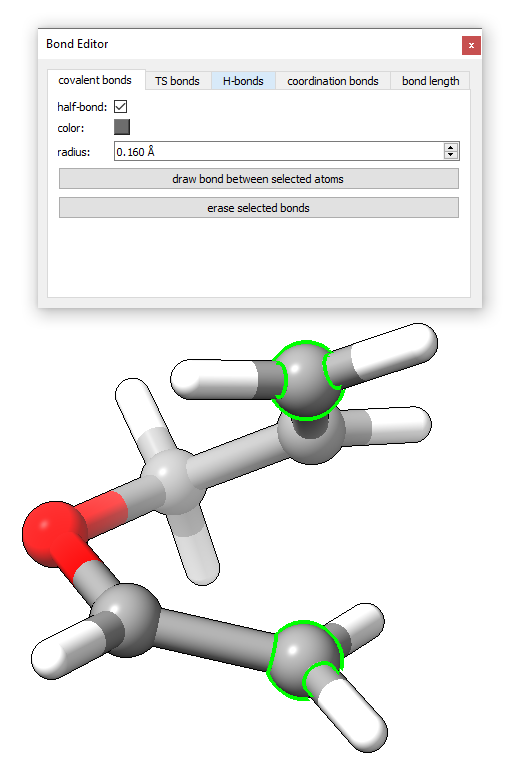 Bond Editor
x
covalent bonds TS bonds H-bonds coordination bonds bond length
half-bond:
color:
radius: 0.160 Å
draw bond between selected atoms
erase selected bonds